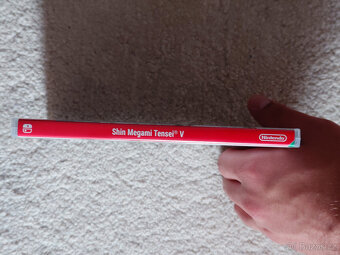 Shin Megami Tensei® V
Nintendo